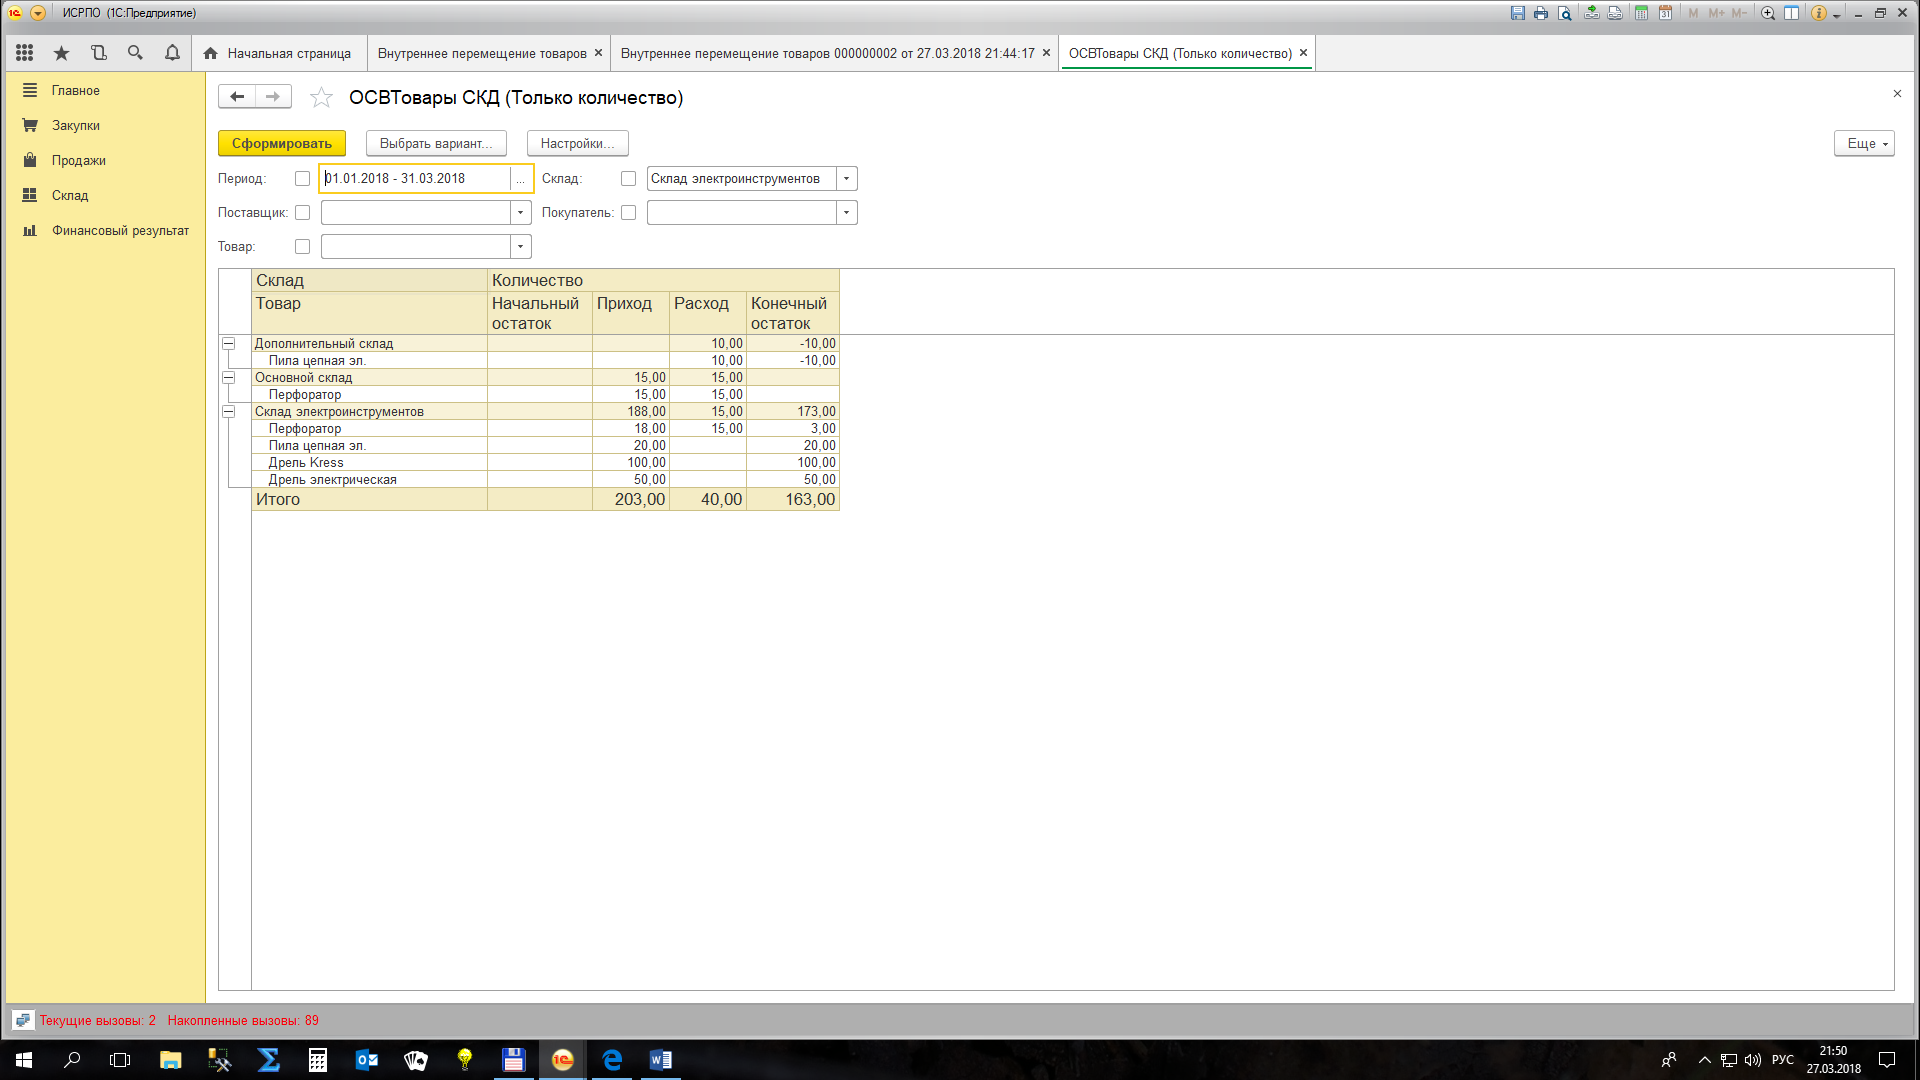 ИСРПО (1С:Предприятие)
M M+ M-
Начальная страница
Внутреннее перемещение товаров
Внутреннее перемещение товаров 000000002 от 27.03.2018 21:44:17
ОСВТовары СКД (Только количество)
Главное
Закупки
Продажи
Склад
Финансовый результат
ОСВТовары СКД (Только количество)
Сформировать
Выбрать вариант...
Настройки...
Еще
Период: 01.01.2018 - 31.03.2018 ... Склад: Склад электроинструментов
Поставщик: Покупатель:
Товар:
Склад Количество
Товар Начальный остаток Приход Расход Конечный остаток
Дополнительный склад 10,00 -10,00
Пила цепная эл. 10,00 -10,00
Основной склад 15,00 15,00
Перфоратор 15,00 15,00
Склад электроинструментов 188,00 15,00 173,00
Перфоратор 18,00 15,00 3,00
Пила цепная эл. 20,00 20,00
Дрель Kress 100,00 100,00
Дрель электрическая 50,00 50,00
Итого 203,00 40,00 163,00
Текущие вызовы: 2 Накопленные вызовы: 89
РУС
21:50
27.03.2018